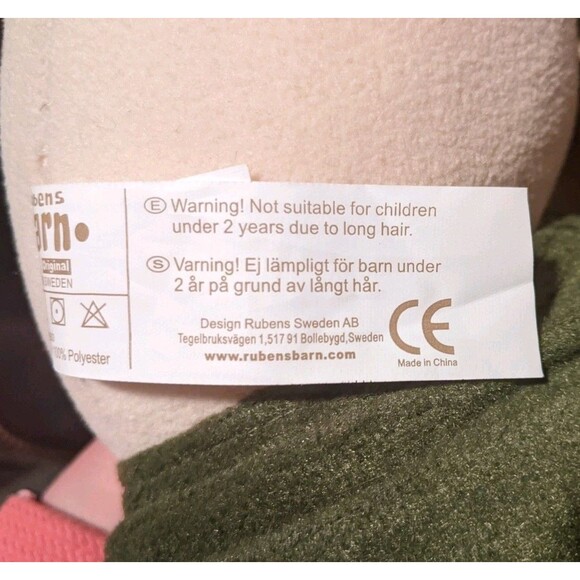 ubens
arn•
Original
SWEDEN
100% Polyester
Ⓔ Warning! Not suitable for children
under 2 years due to long hair.
Ⓢ Varning! Ej lämpligt för barn under
2 år på grund av långt hår.
Design Rubens Sweden AB
Tegelbruksvägen 1,517 91 Bollebygd,Sweden
www.rubensbarn.com
CE
Made in China